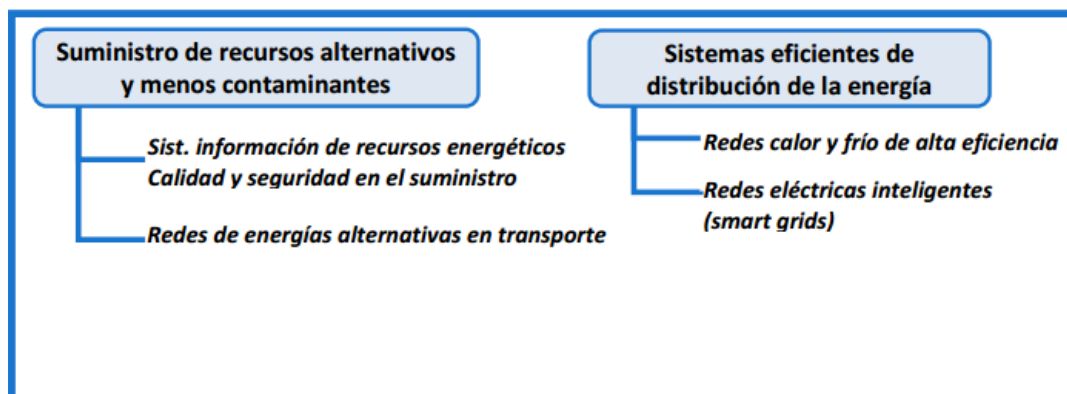 Suministro de recursos alternativos
y menos contaminantes
Sist. información de recursos energéticos
Calidad y seguridad en el suministro
Redes de energías alternativas en transporte
Sistemas eficientes de
distribución de la energía
Redes calor y frío de alta eficiencia
Redes eléctricas inteligentes
(smart grids)